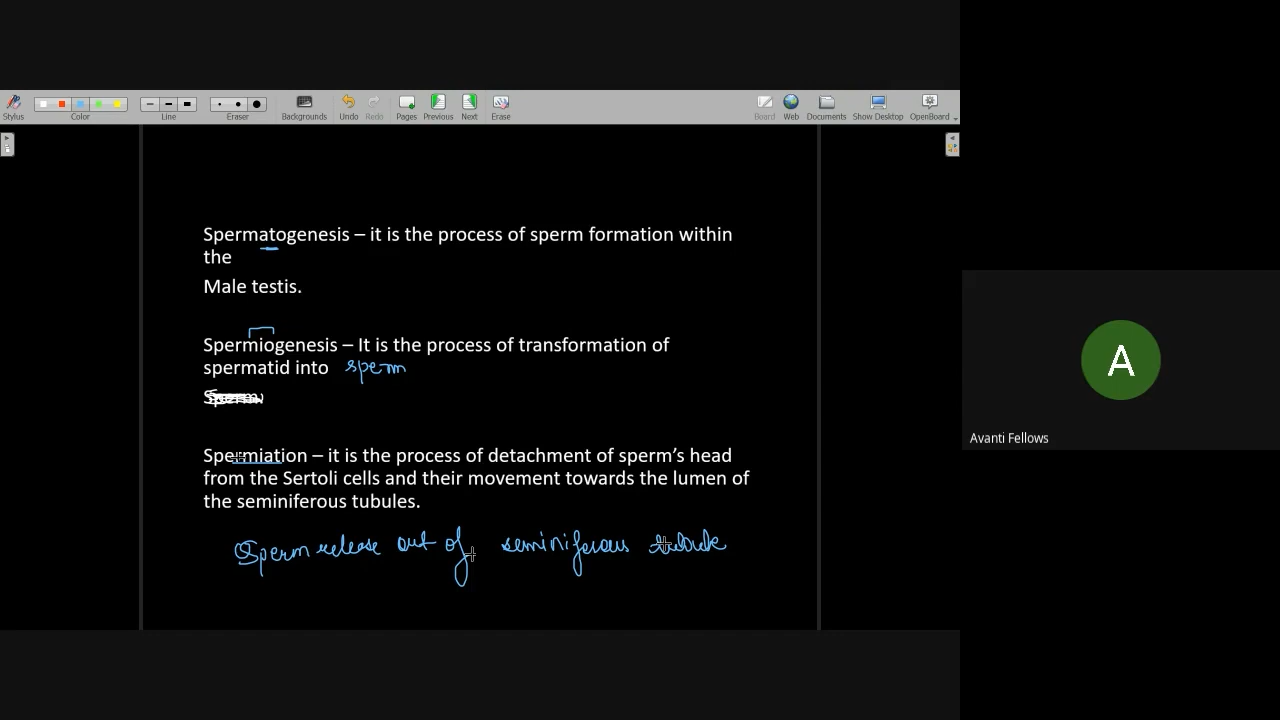 Stylus
Color
Line
Eraser
Backgrounds
Undo
Redo
Pages
Previous
Next
Erase
Board
Web
Documents
Show Desktop
OpenBoard
Spermatogenesis – it is the process of sperm formation within
the
Male testis.
Spermiogenesis – It is the process of transformation of
spermatid into sperm
Sperm.
Spermiation – it is the process of detachment of sperm's head
from the Sertoli cells and their movement towards the lumen of
the seminiferous tubules.
Sperm release out of seminiferous tubule
A
Avanti Fellows